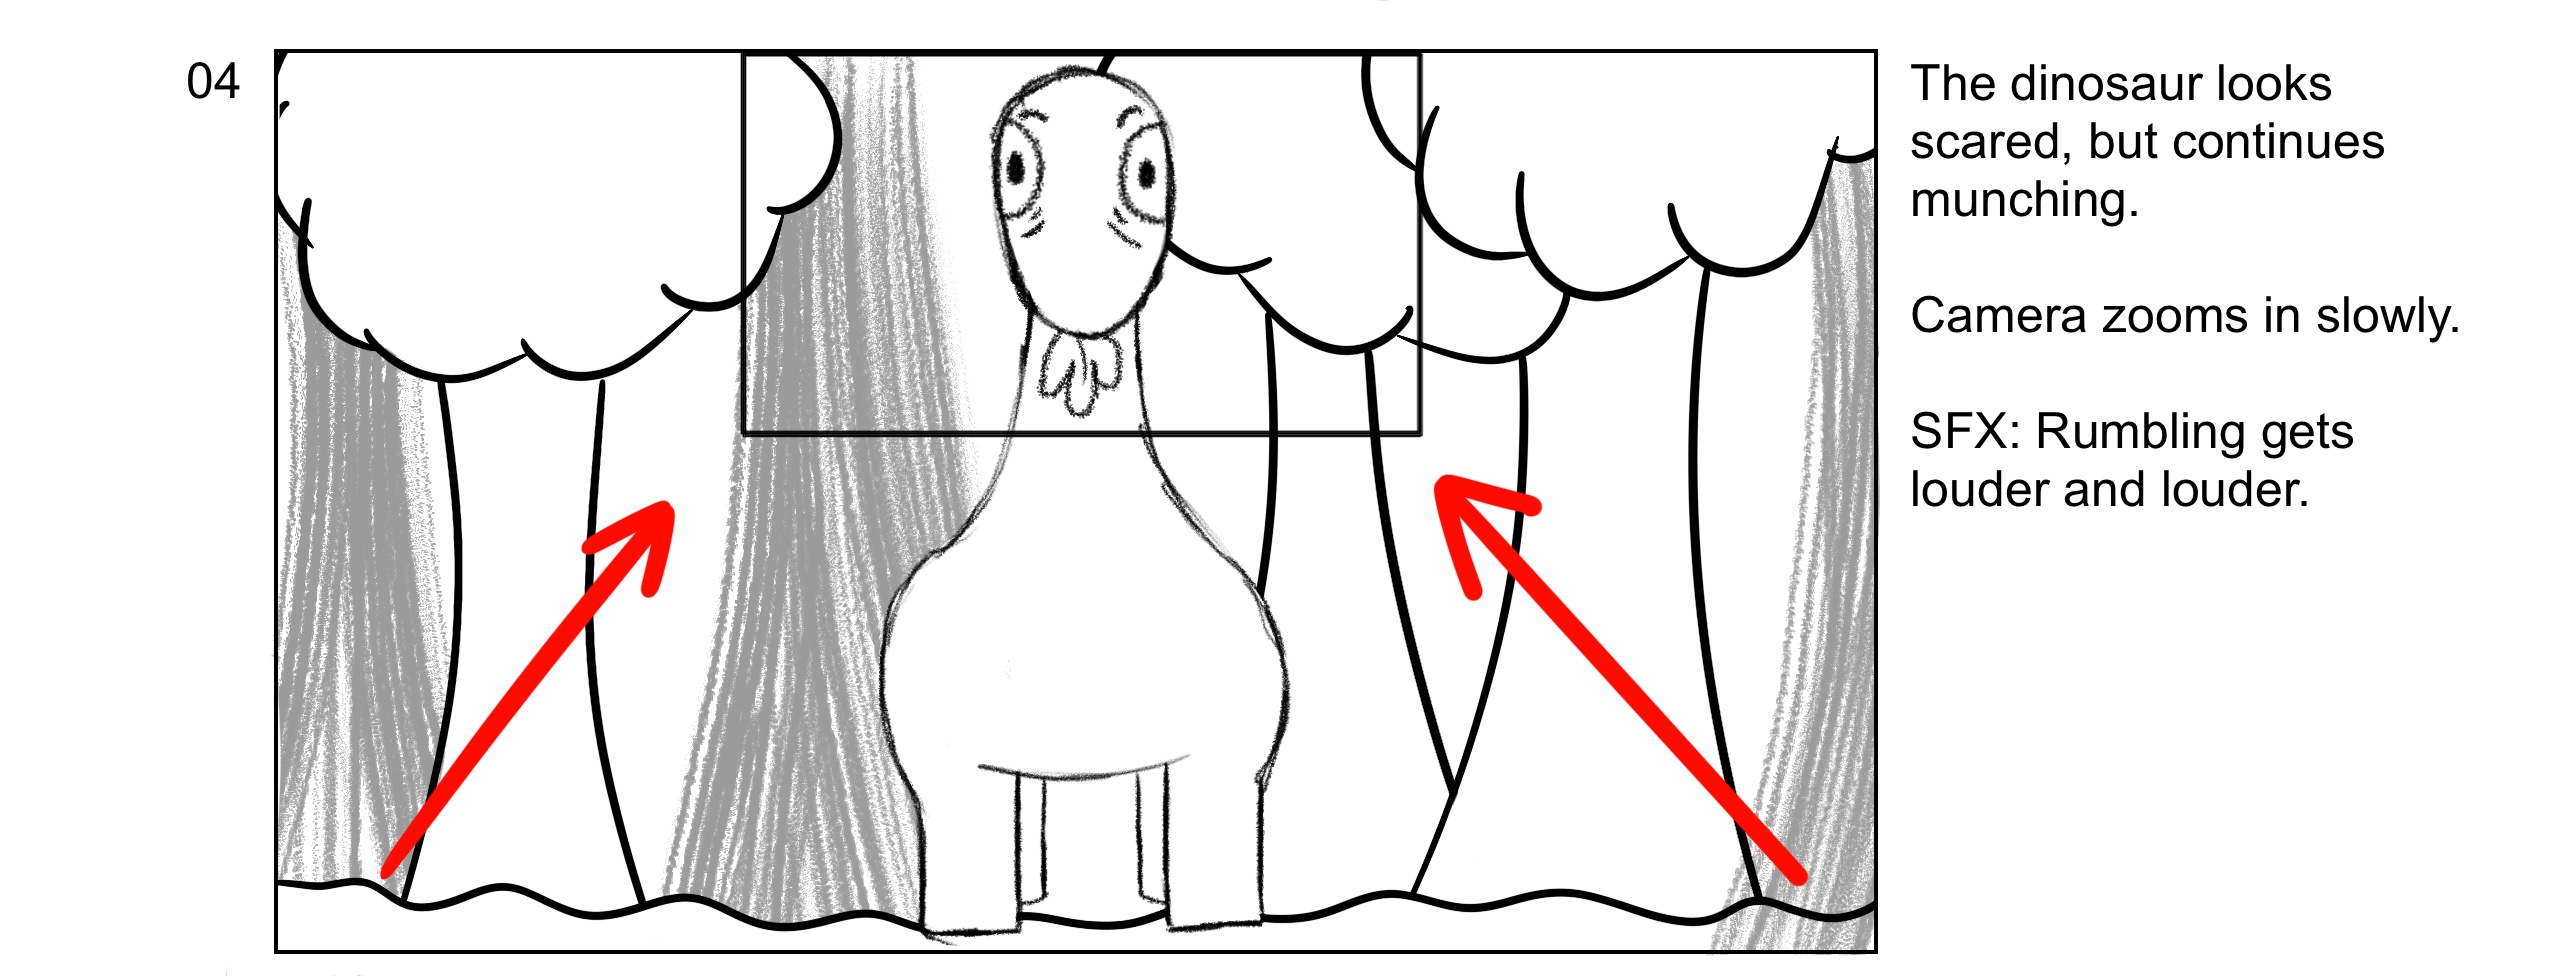 04
The dinosaur looks
scared, but continues
munching.
Camera zooms in slowly.
SFX: Rumbling gets
louder and louder.